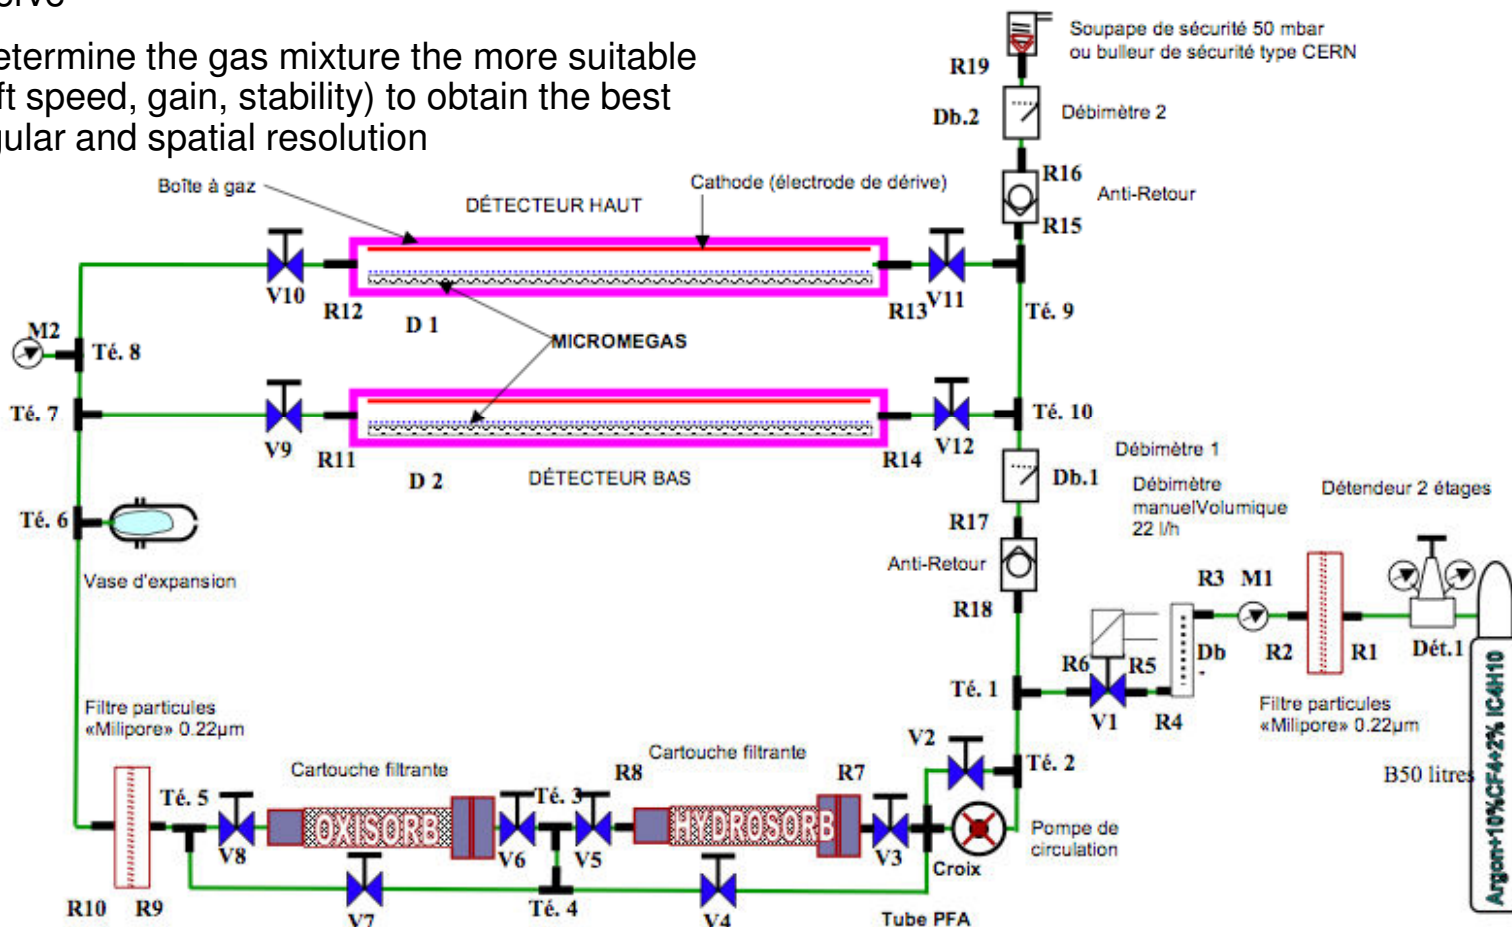 etermine the gas mixture the more suitable
ft speed, gain, stability) to obtain the best
gular and spatial resolution
Soupape de sécurité 50 mbar
ou bulleur de sécurité type CERN
R19
Db.2
Débimètre 2
R16
Anti-Retour
R15
Boîte à gaz
Cathode (électrode de dérive)
DÉTECTEUR HAUT
V10
R12
D 1
R13
V11
Té. 9
MICROMEGAS
M2
Té. 8
Té. 7
V9
R11
D 2
DÉTECTEUR BAS
R14
V12
Té. 10
Débimètre 1
Db.1
Débimètre
manuelVolumique
22 l/h
Détendeur 2 étages
Té. 6
Vase d'expansion
R17
Anti-Retour
R18
R3 M1
R6 R5 Db R2 R1 Dét.1
Té. 1
V1 R4
Filtre particules
«Milipore» 0.22µm
B50 litres
Argon+10%CF4+2% IC4H10
Filtre particules
«Milipore» 0.22µm
Cartouche filtrante
Cartouche filtrante
V2
Té. 2
R8
R7
Té. 5
Té. 3
OXISORB
HYDROSORB
V8
V6
V5
V3
Croix
Pompe de
circulation
R10 R9
V7
Té. 4
V4
Tube PFA